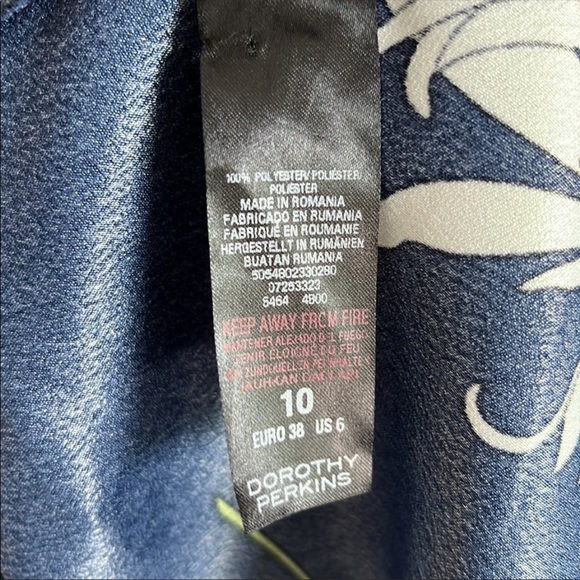 100% POLYESTER/POLIÉSTER/
POLIESTER
MADE IN ROMANIA
FABRICADO EN RUMANIA
FABRIQUÉ EN ROUMANIE
HERGESTELLT IN RUMÄNIEN
BUATAN RUMANIA
5054802330280
07253323
5464 4800
KEEP AWAY FROM FIRE
10
EURO 38 US 6
DOROTHY
PERKINS